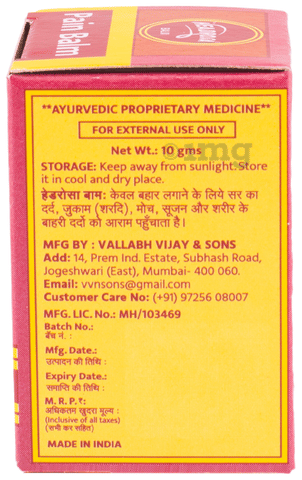 Pain Balm
**AYURVEDIC PROPRIETARY MEDICINE**
FOR EXTERNAL USE ONLY
Net Wt.: 10 gms
STORAGE: Keep away from sunlight. Store
it in cool and dry place.
हेडरोसा बाम: केवल बहार लगाने के लिये सर का
दर्द, जुकाम (शरदि), मौच, सूजन और शरीर के
बाहरी दर्दो को आराम पहुँचाता है।
MFG BY : VALLABH VIJAY & SONS
Add: 14, Prem Ind. Estate, Subhash Road,
Jogeshwari (East), Mumbai- 400 060.
Email: vvnsons@gmail.com
Customer Care No: (+91) 97256 08007
MFG. LIC. No.: MH/103469
Batch No.:
बैच नं. :
Mfg. Date.:
उत्पादन की तिथि :
Expiry Date.:
समाप्ति की तिथि :
M. R. P.₹:
अधिकतम खुदरा मूल्य :
(Inclusive of all taxes)
(सभी कर सहित)
MADE IN INDIA